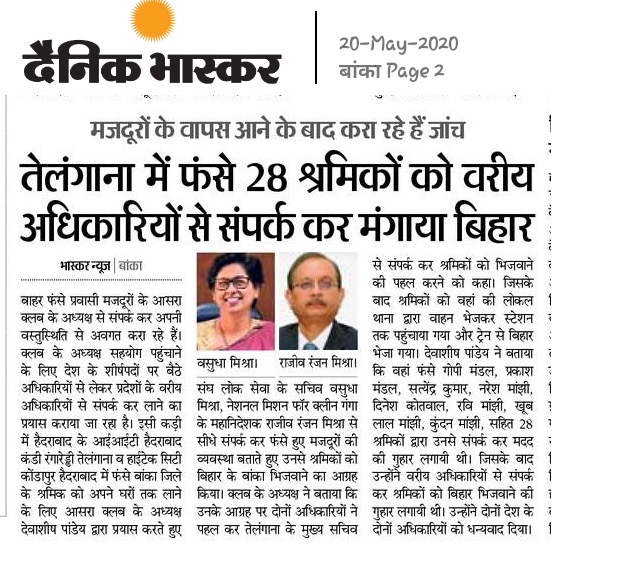 दैनिक भास्कर
20-May-2020
बांका Page 2
मजदूरों के वापस आने के बाद करा रहे हैं जांच
तेलंगाना में फंसे 28 श्रमिकों को वरीय
अधिकारियों से संपर्क कर मंगाया बिहार
भास्कर न्यूज | बांका
बाहर फंसे प्रवासी मजदूरों के आसरा
क्लब के अध्यक्ष से संपर्क कर अपनी
वस्तुस्थिति से अवगत करा रहे हैं।
क्लब के अध्यक्ष सहयोग पहुंचाने
के लिए देश के शीर्षपदों पर बैठे
अधिकारियों से लेकर प्रदेशों के वरीय
अधिकारियों से संपर्क कर लाने का
प्रयास कराया जा रहा है। इसी कड़ी
में हैदराबाद के आईआईटी हैदराबाद
कंडी रंगारेड्डी तेलंगाना व हाईटेक सिटी
कोंडापुर हैदराबाद में फंसे बांका जिले
के श्रमिक को अपने घरों तक लाने
के लिए आसरा क्लब के अध्यक्ष
देवाशीष पांडेय द्वारा प्रयास करते हुए
वसुधा मिश्रा।
राजीव रंजन मिश्रा।
संघ लोक सेवा के सचिव वसुधा
मिश्रा, नेशनल मिशन फॉर क्लीन गंगा
के महानिदेशक राजीव रंजन मिश्रा से
सीधे संपर्क कर फंसे हुए मजदूरों की
व्यवस्था बताते हुए उनसे श्रमिकों को
बिहार के बांका भिजवाने का आग्रह
किया। क्लब के अध्यक्ष ने बताया कि
उनके आग्रह पर दोनों अधिकारियों ने
पहल कर तेलंगाना के मुख्य सचिव
से संपर्क कर श्रमिकों को भिजवाने
की पहल करने को कहा। जिसके
बाद श्रमिकों को वहां की लोकल
थाना द्वारा वाहन भेजकर स्टेशन
तक पहुंचाया गया और ट्रेन से बिहार
भेजा गया। देवाशीष पांडेय ने बताया
कि वहां फंसे गोपी मंडल, प्रकाश
मंडल, सत्येंद्र कुमार, नरेश मांझी,
दिनेश कोतवाल, रवि मांझी, खूब
लाल मांझी, कुंदन मांझी, सहित 28
श्रमिकों द्वारा उनसे संपर्क कर मदद
की गुहार लगायी थी। जिसके बाद
उन्होंने वरीय अधिकारियों से संपर्क
कर श्रमिकों को बिहार भिजवाने की
गुहार लगायी थी। उन्होंने दोनों देश के
दोनों अधिकारियों को धन्यवाद दिया।